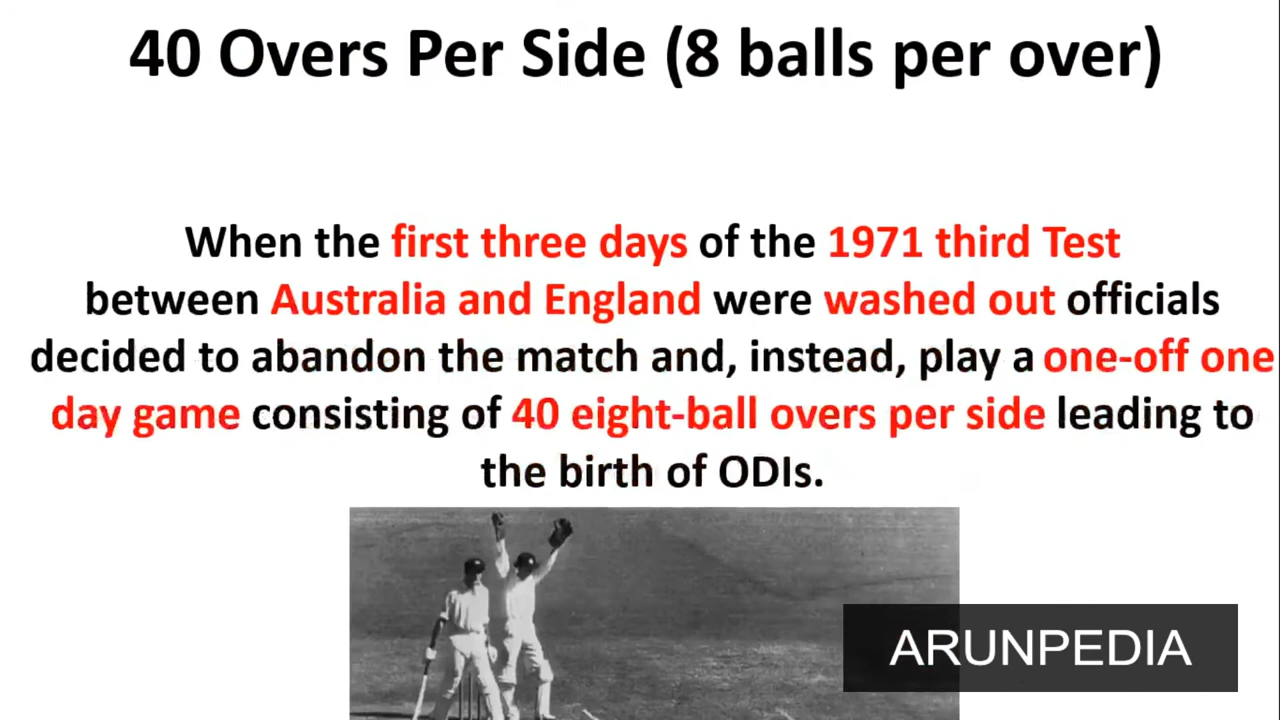 40 Overs Per Side (8 balls per over)
When the first three days of the 1971 third Test
between Australia and England were washed out officials
decided to abandon the match and, instead, play a one-off one
day game consisting of 40 eight-ball overs per side leading to
the birth of ODIs.
ARUNPEDIA